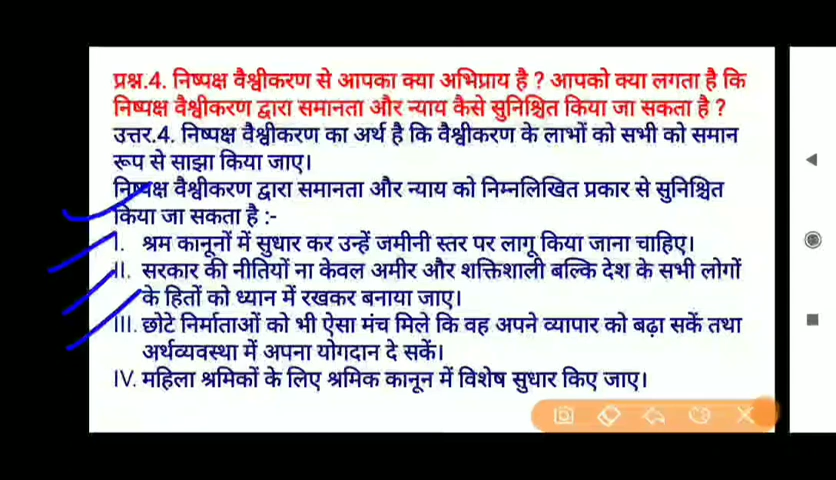 प्रश्न.4. निष्पक्ष वैश्वीकरण से आपका क्या अभिप्राय है ? आपको क्या लगता है कि
निष्पक्ष वैश्वीकरण द्वारा समानता और न्याय कैसे सुनिश्चित किया जा सकता है ?
उत्तर.4. निष्पक्ष वैश्वीकरण का अर्थ है कि वैश्वीकरण के लाभों को सभी को समान
रूप से साझा किया जाए।
निष्पक्ष वैश्वीकरण द्वारा समानता और न्याय को निम्नलिखित प्रकार से सुनिश्चित
किया जा सकता है :-
I. श्रम कानूनों में सुधार कर उन्हें जमीनी स्तर पर लागू किया जाना चाहिए।
II. सरकार की नीतियों ना केवल अमीर और शक्तिशाली बल्कि देश के सभी लोगों
के हितों को ध्यान में रखकर बनाया जाए।
III. छोटे निर्माताओं को भी ऐसा मंच मिले कि वह अपने व्यापार को बढ़ा सकें तथा
अर्थव्यवस्था में अपना योगदान दे सकें।
IV. महिला श्रमिकों के लिए श्रमिक कानून में विशेष सुधार किए जाए।